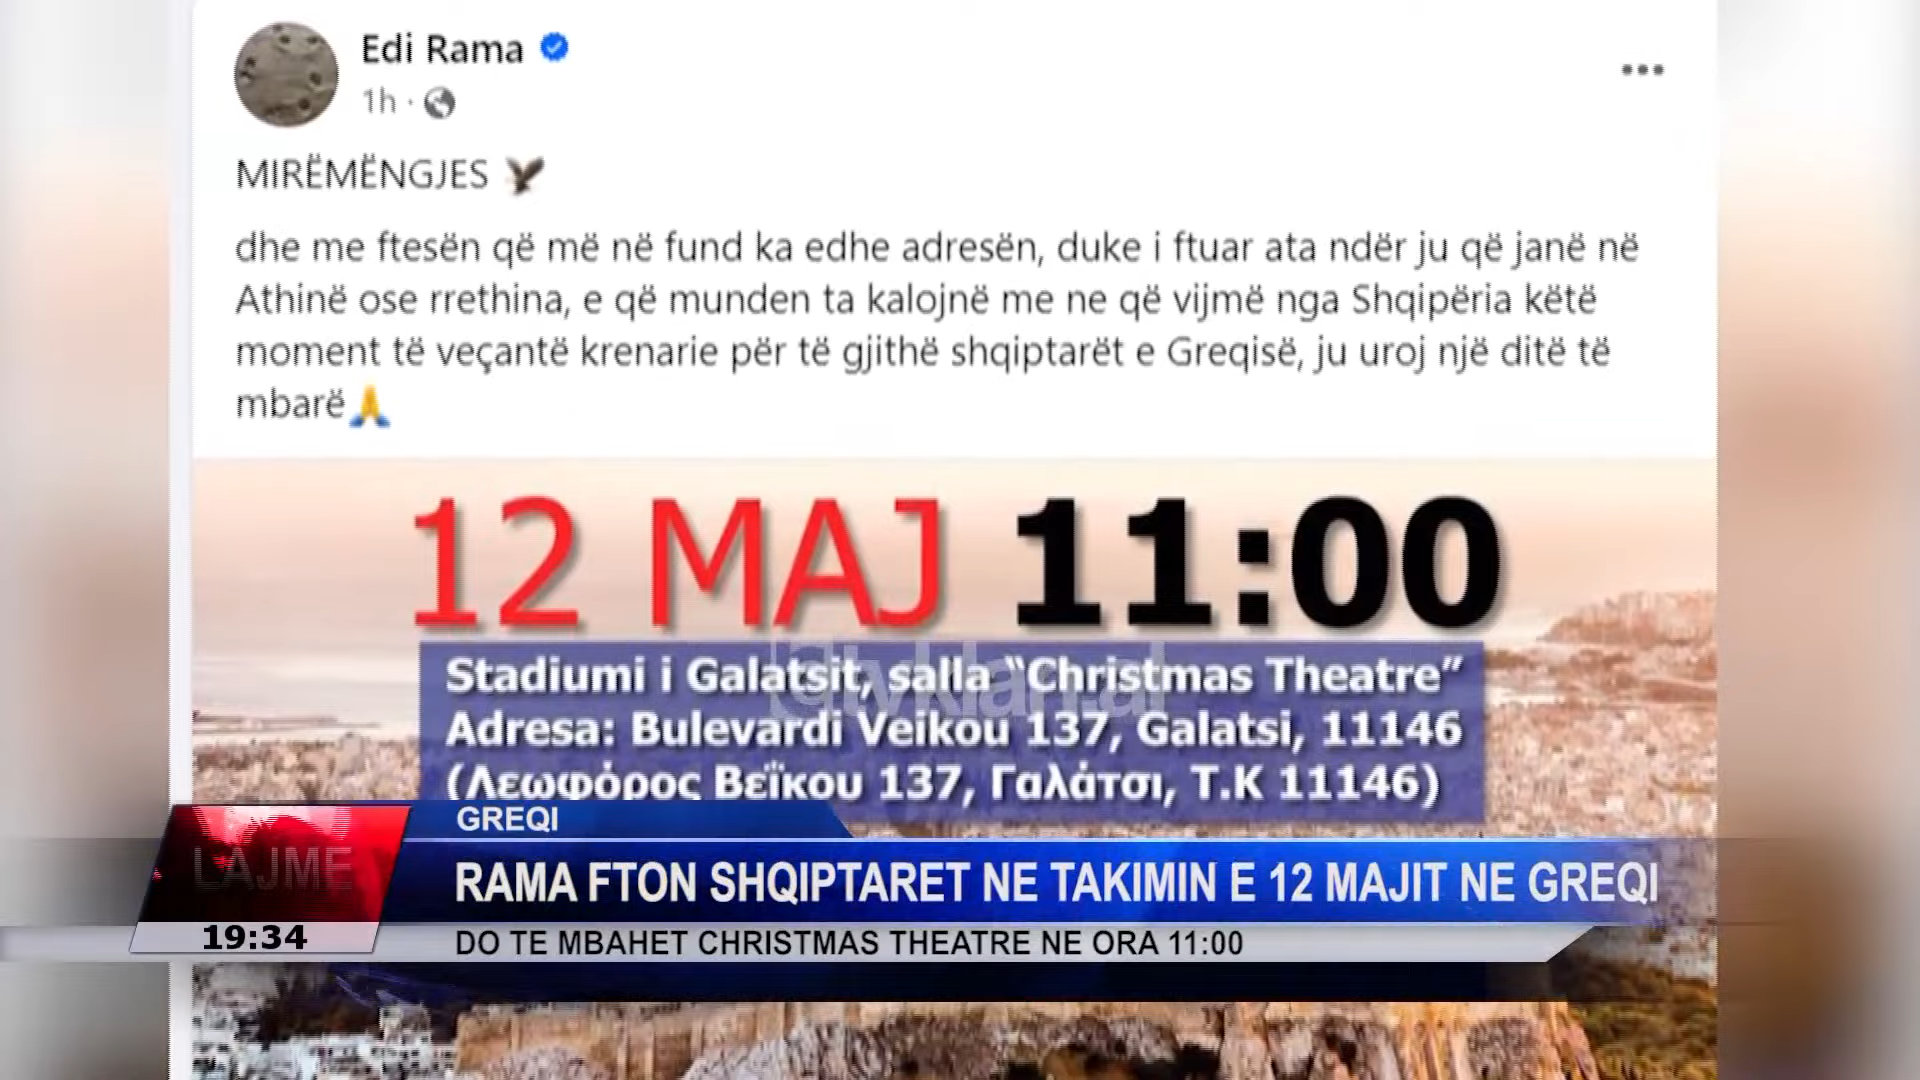 Edi Rama
1h
MIRËMËNGJES
dhe me ftesën që më në fund ka edhe adresën, duke i ftuar ata ndër ju që janë në
Athinë ose rrethina, e që munden ta kalojnë me ne që vijmë nga Shqipëria këtë
moment të veçantë krenarie për të gjithë shqiptarët e Greqisë, ju uroj një ditë të
mbarë
12 MAJ 11:00
Stadiumi i Galatsit, salla “Christmas Theatre”
Adresa: Bulevardi Veikou 137, Galatsi, 11146
(Λεωφόρος Βεϊκου 137, Γαλάτσι, Τ.Κ 11146)
tvklan.al
GREQI
LAJME
RAMA FTON SHQIPTARET NE TAKIMIN E 12 MAJIT NE GREQI
19:34
DO TE MBAHET CHRISTMAS THEATRE NE ORA 11:00